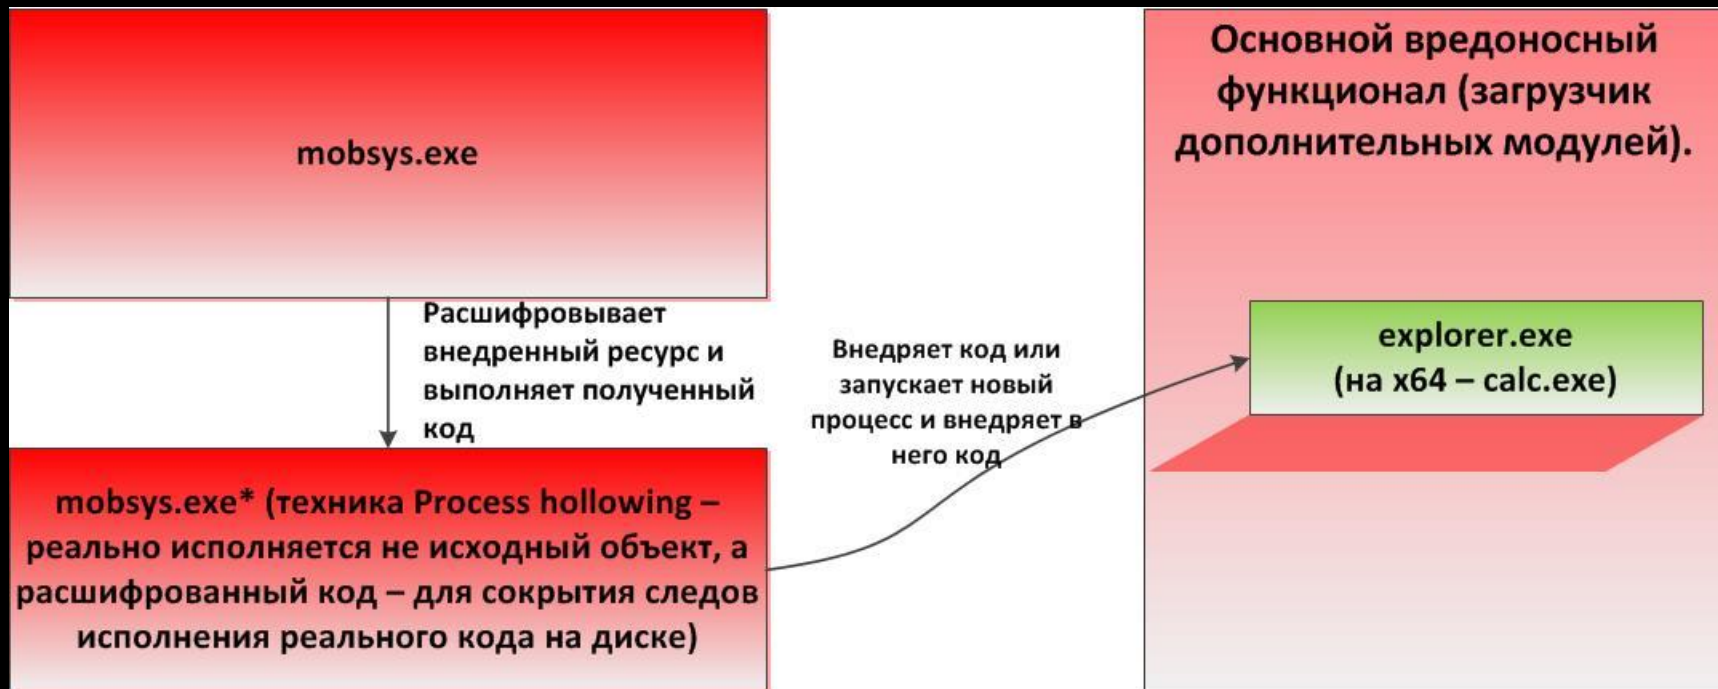 mobsys.exe
Расшифровывает
внедренный ресурс и
выполняет полученный
код
mobsys.exe* (техника Process hollowing –
реально исполняется не исходный объект, а
расшифрованный код – для сокрытия следов
исполнения реального кода на диске)
Внедряет код или
запускает новый
процесс и внедряет в
него код
Основной вредоносный
функционал (загрузчик
дополнительных модулей).
explorer.exe
(на x64 – calc.exe)